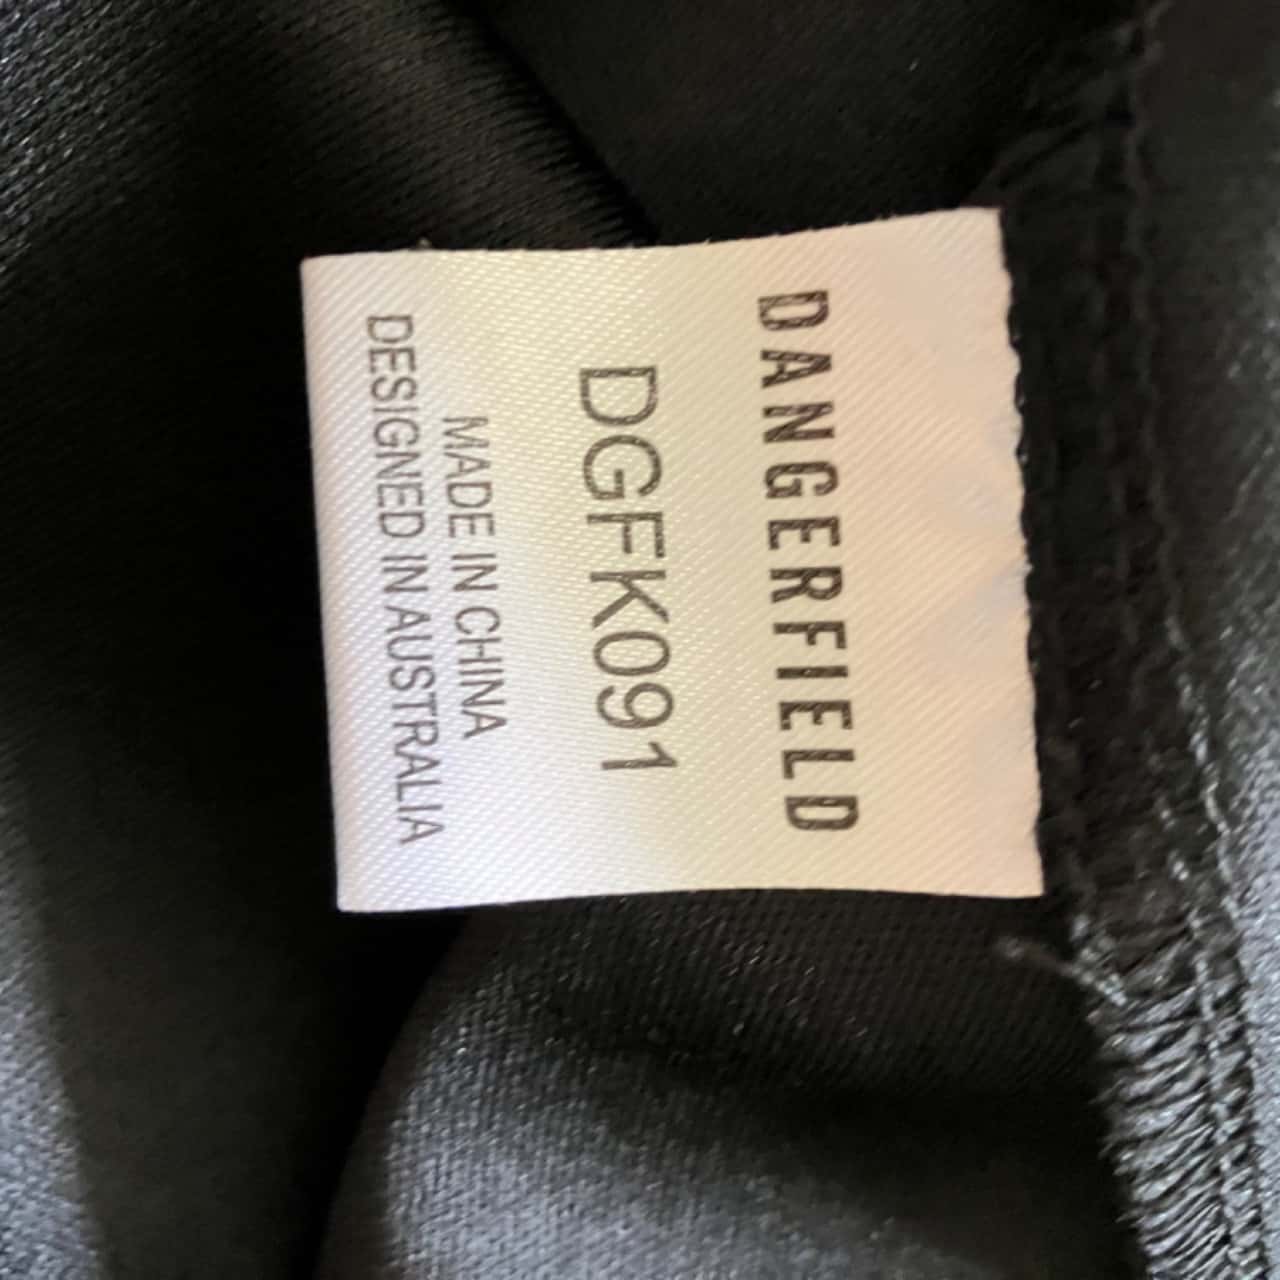 DANGERFIELD
DGFK091
MADE IN CHINA
DESIGNED IN AUSTRALIA